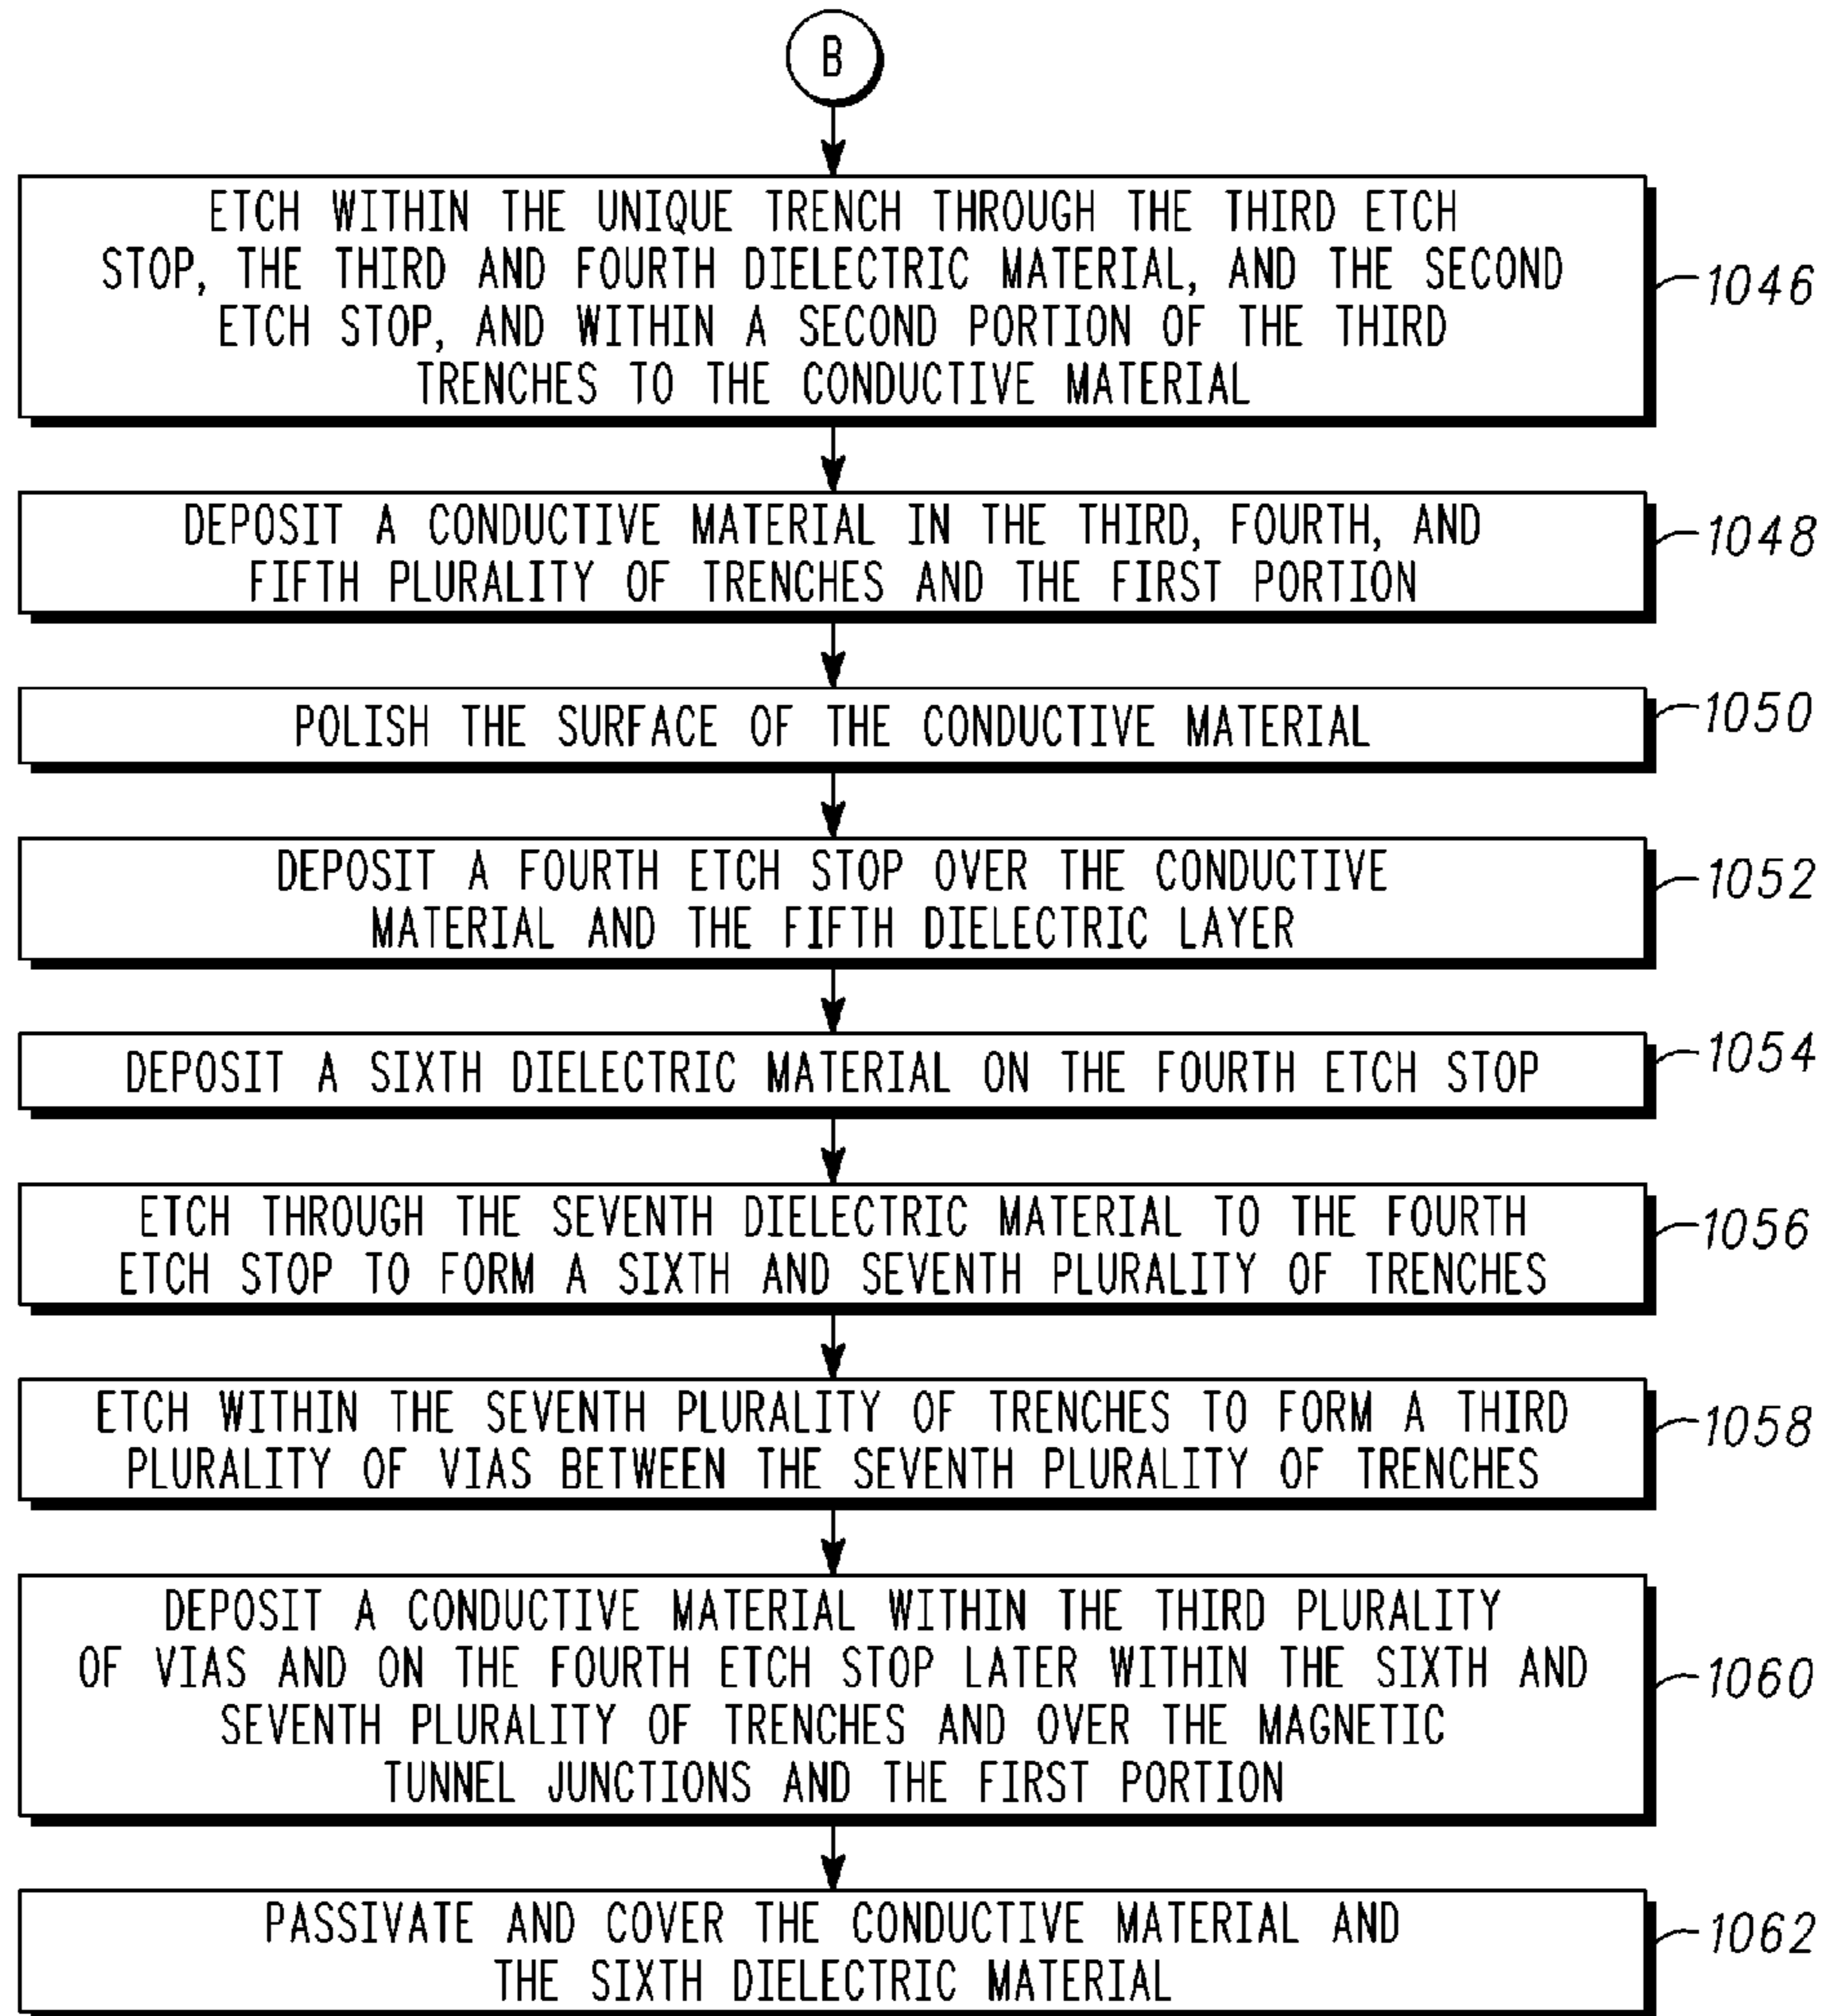 B
ETCH WITHIN THE UNIQUE TRENCH THROUGH THE THIRD ETCH
STOP, THE THIRD AND FOURTH DIELECTRIC MATERIAL, AND THE SECOND
ETCH STOP, AND WITHIN A SECOND PORTION OF THE THIRD
TRENCHES TO THE CONDUCTIVE MATERIAL
1046
DEPOSIT A CONDUCTIVE MATERIAL IN THE THIRD, FOURTH, AND
FIFTH PLURALITY OF TRENCHES AND THE FIRST PORTION
1048
POLISH THE SURFACE OF THE CONDUCTIVE MATERIAL
1050
DEPOSIT A FOURTH ETCH STOP OVER THE CONDUCTIVE
MATERIAL AND THE FIFTH DIELECTRIC LAYER
1052
DEPOSIT A SIXTH DIELECTRIC MATERIAL ON THE FOURTH ETCH STOP
1054
ETCH THROUGH THE SEVENTH DIELECTRIC MATERIAL TO THE FOURTH
ETCH STOP TO FORM A SIXTH AND SEVENTH PLURALITY OF TRENCHES
1056
ETCH WITHIN THE SEVENTH PLURALITY OF TRENCHES TO FORM A THIRD
PLURALITY OF VIAS BETWEEN THE SEVENTH PLURALITY OF TRENCHES
1058
DEPOSIT A CONDUCTIVE MATERIAL WITHIN THE THIRD PLURALITY
OF VIAS AND ON THE FOURTH ETCH STOP LATER WITHIN THE SIXTH AND
SEVENTH PLURALITY OF TRENCHES AND OVER THE MAGNETIC
TUNNEL JUNCTIONS AND THE FIRST PORTION
1060
PASSIVATE AND COVER THE CONDUCTIVE MATERIAL AND
THE SIXTH DIELECTRIC MATERIAL
1062